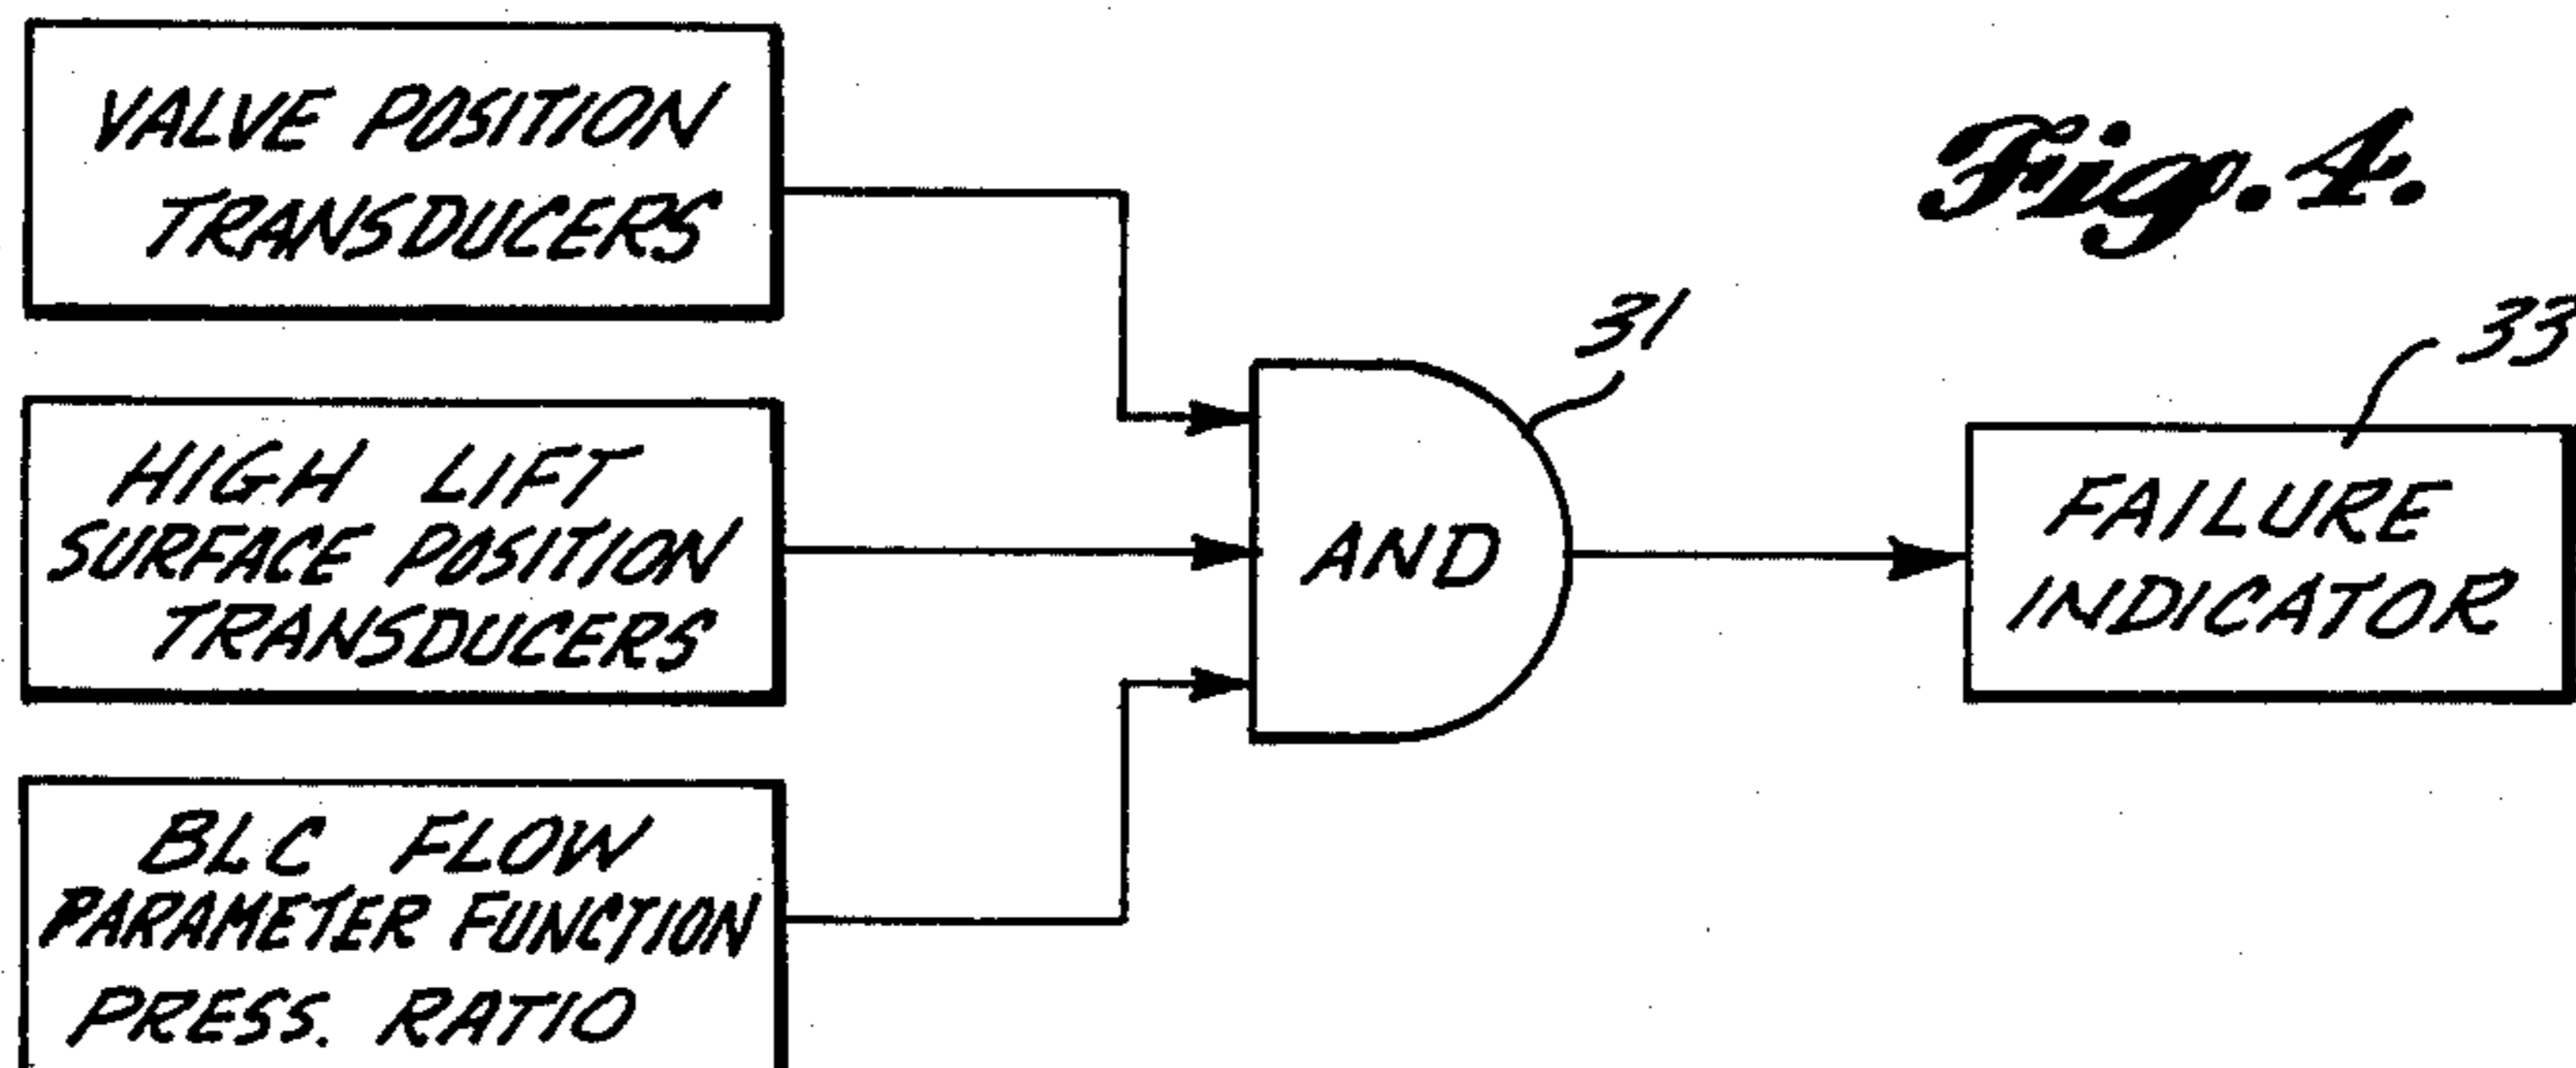 VALVE POSITION
TRANSDUCERS
Fig. 4.
31
33
HIGH LIFT
SURFACE POSITION
TRANSDUCERS
AND
FAILURE
INDICATOR
BLC FLOW
PARAMETER FUNCTION
PRESS. RATIO